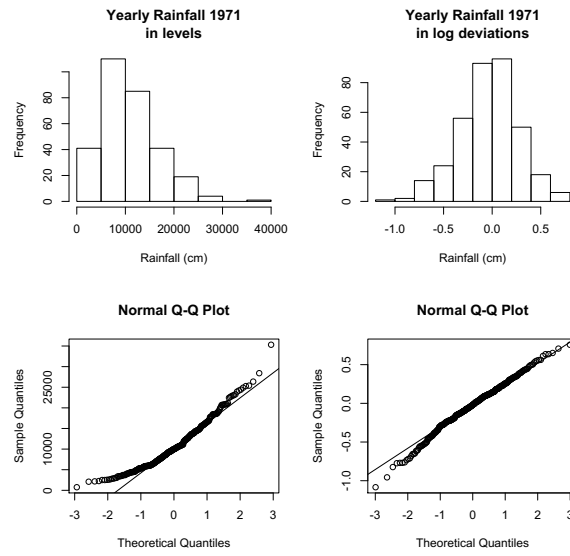 Yearly Rainfall 1971
in levels
Frequency
0 20 40 60 80
0 10000 20000 30000 40000
Rainfall (cm)
Yearly Rainfall 1971
in log deviations
Frequency
0 20 40 60 80
-1.0 -0.5 0.0 0.5
Rainfall (cm)
Normal Q-Q Plot
Sample Quantiles
0 10000 25000
-3 -2 -1 0 1 2 3
Theoretical Quantiles
Normal Q-Q Plot
Sample Quantiles
-1.0 -0.5 0.0 0.5
-3 -2 -1 0 1 2 3
Theoretical Quantiles